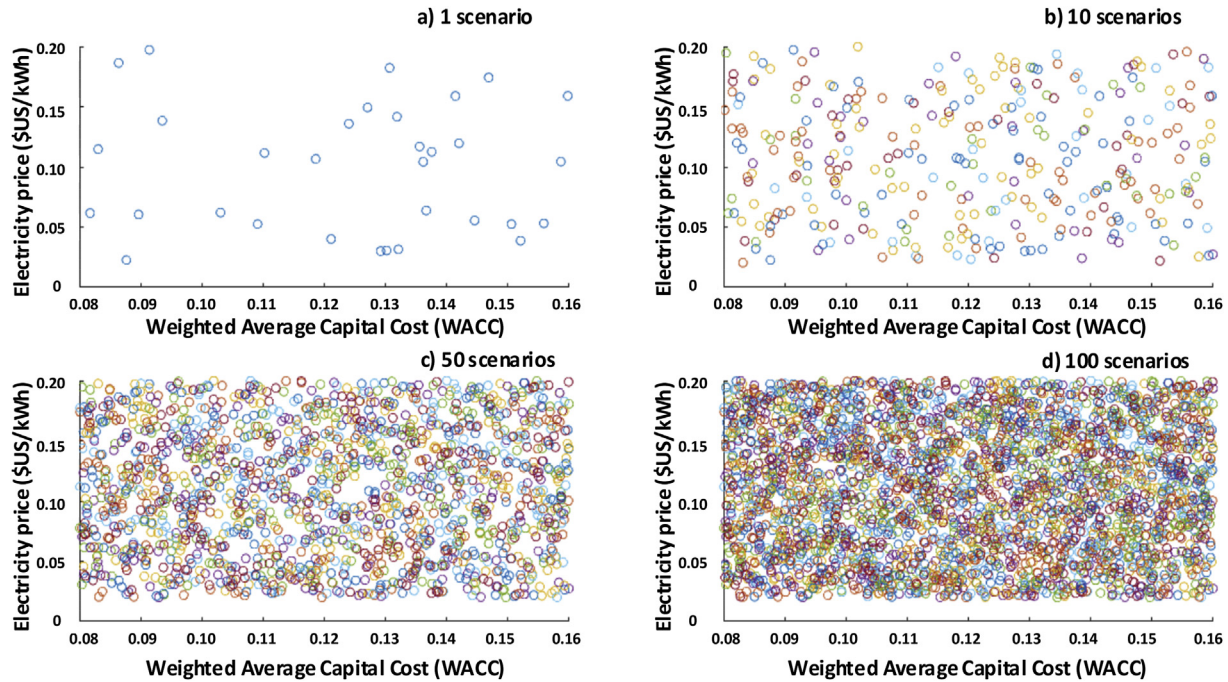 a) 1 scenario
Electricity price ($US/kWh)
0.20
0.15
0.10
0.05
0
0.08 0.09 0.10 0.11 0.12 0.13 0.14 0.15 0.16
Weighted Average Capital Cost (WACC)
b) 10 scenarios
Electricity price ($US/kWh)
0.20
0.15
0.10
0.05
0
0.08 0.09 0.10 0.11 0.12 0.13 0.14 0.15 0.16
Weighted Average Capital Cost (WACC)
c) 50 scenarios
Electricity price ($US/kWh)
0.20
0.15
0.10
0.05
0
0.08 0.09 0.10 0.11 0.12 0.13 0.14 0.15 0.16
Weighted Average Capital Cost (WACC)
d) 100 scenarios
Electricity price ($US/kWh)
0.20
0.15
0.10
0.05
0
0.08 0.09 0.10 0.11 0.12 0.13 0.14 0.15 0.16
Weighted Average Capital Cost (WACC)